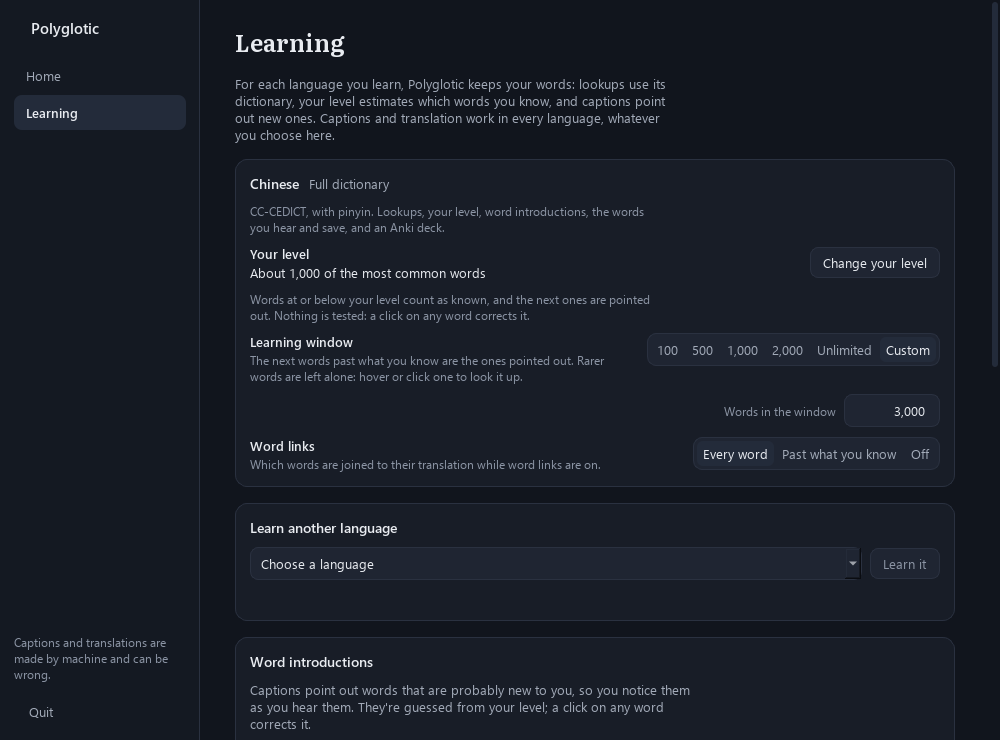 Polyglotic
Home
Learning
Captions and translations are
made by machine and can be
wrong.
Quit
Learning
For each language you learn, Polyglotic keeps your words: lookups use its
dictionary, your level estimates which words you know, and captions point
out new ones. Captions and translation work in every language, whatever
you choose here.
Chinese Full dictionary
CC-CEDICT, with pinyin. Lookups, your level, word introductions, the words
you hear and save, and an Anki deck.
Your level
About 1,000 of the most common words
Change your level
Words at or below your level count as known, and the next ones are pointed
out. Nothing is tested: a click on any word corrects it.
Learning window
The next words past what you know are the ones pointed out. Rarer
words are left alone: hover or click one to look it up.
100 500 1,000 2,000 Unlimited Custom
Words in the window 3,000
Word links
Which words are joined to their translation while word links are on.
Every word Past what you know Off
Learn another language
Choose a language Learn it
Word introductions
Captions point out words that are probably new to you, so you notice them
as you hear them. They're guessed from your level; a click on any word
corrects it.